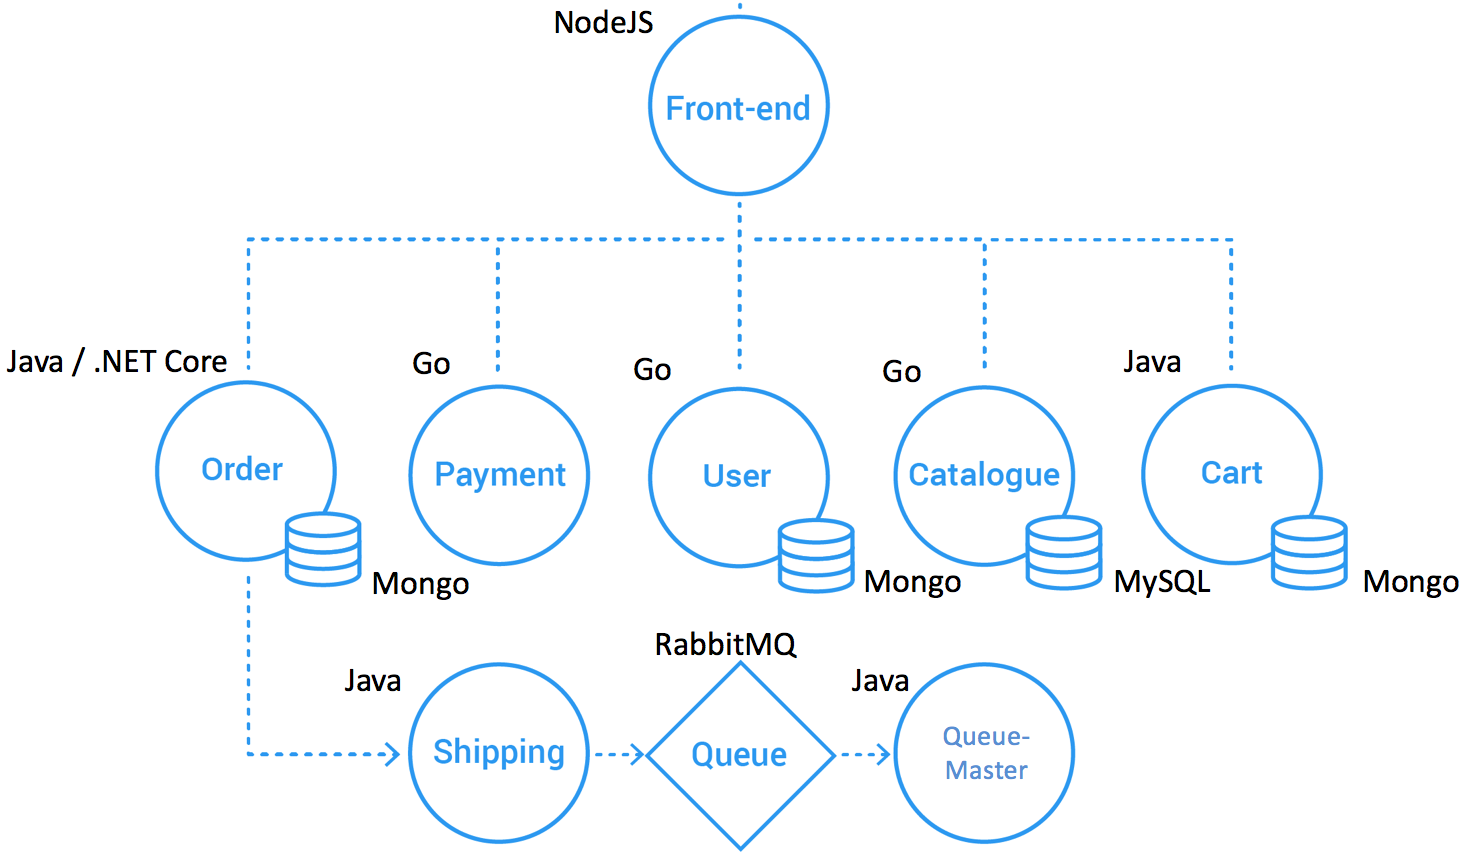 NodeJS
Front-end
Java / .NET Core
Go
Go
Go
Java
Order
Payment
User
Catalogue
Cart
Mongo
Mongo
MySQL
Mongo
RabbitMQ
Java
Java
Shipping
Queue
Queue-
Master